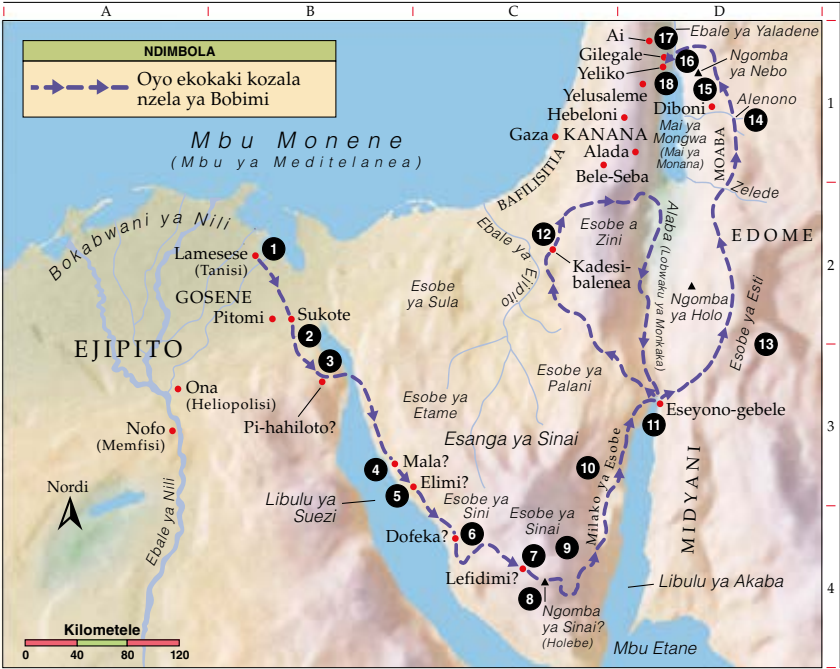 A
B
C
D
NDIMBOLA
Oyo ekokaki kozala
nzela ya Bobimi
Mbu Monene
(Mbu ya Meditelanea)
Bokabwani ya Nili
Lamesese
(Tanisi)
1
GOSENE
Pitomi
Sukote
2
3
EJIPITO
Ona
(Heliopolisi)
Nofo
(Memfisi)
Pi-hahiloto?
Nordi
Ebale ya Nili
Kilometele
0
40
80
120
Ai
17
Ebale ya Yaladene
Gilegale
16
Ngomba
ya Nebo
Yeliko
18
15
Yelusaleme
Diboni
Alenono
14
Hebeloni
Gaza
KANANA
Mai ya
Mongwa
(Mai ya
Monana)
MOABA
Alada
Bele-Seba
Zelede
BAFILISITIA
1
2
3
4
Ebale ya Ejipito
12
Esobe a
Zini
Alaba (Lobwaku ya Monkaka)
EDOME
Kadesi-
balenea
Esobe
ya Sula
Ngomba
ya Holo
Esobe ya Esti
13
Esobe ya
Palani
Esobe ya
Etame
Eseyono-gebele
11
Esanga ya Sinai
Mala?
4
Elimi?
5
10
Milako ya Esobe
MIDYANI
Libulu ya
Suezi
Esobe ya
Sini
Esobe ya
Sinai
Dofeka?
6
7
9
Lefidimi?
8
Ngomba
ya Sinai?
(Holebe)
Libulu ya Akaba
Mbu Etane